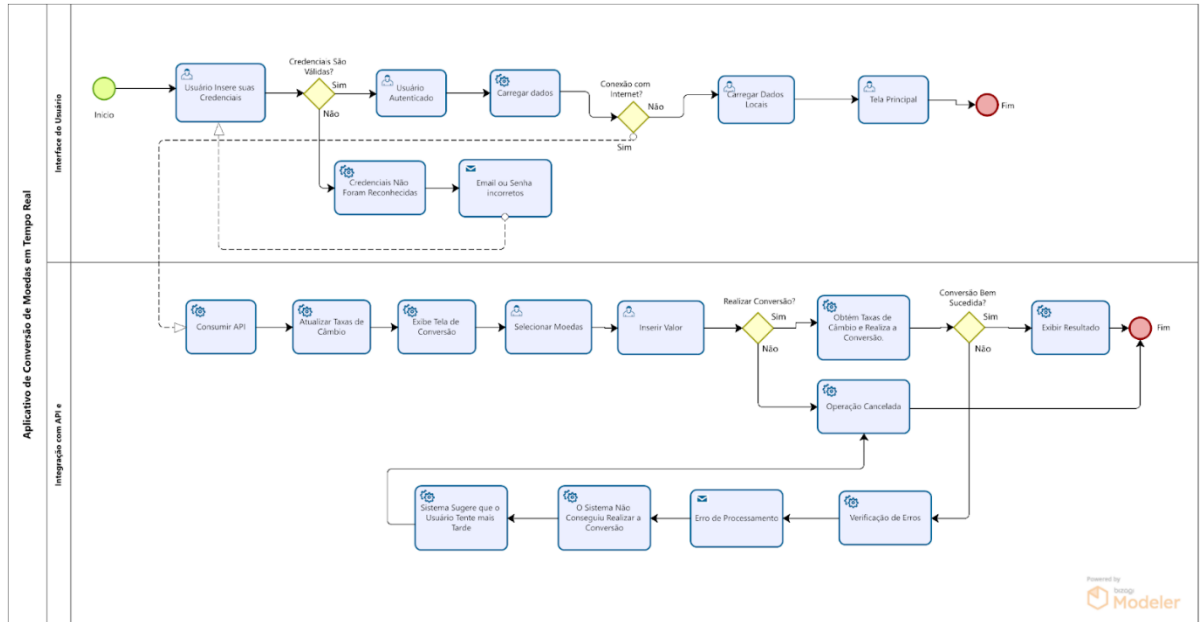 Aplicativo de Conversão de Moedas em Tempo Real
Interface do Usuário
Inicio
Usuário Insere suas
Credenciais
Credenciais São
Válidas?
Sim
Não
Usuário
Autenticado
Carregar dados
Conexão com
Internet?
Não
Sim
Carregar Dados
Locais
Tela Principal
Fim
Credenciais Não
Foram Reconhecidas
Email ou Senha
incorretos
Integração com API e
Consumir API
Atualizar Taxas de
Câmbio
Exibe Tela de
Conversão
Selecionar Moedas
Inserir Valor
Realizar Conversão?
Sim
Não
Obtém Taxas de
Câmbio e Realiza a
Conversão.
Conversão Bem
Sucedida?
Sim
Não
Exibir Resultado
Fim
Operação Cancelada
Sistema Sugere que o
Usuário Tente mais
Tarde
O Sistema Não
Conseguiu Realizar a
Conversão
Erro de Processamento
Verificação de Erros
Powered by
bizagi
Modeler